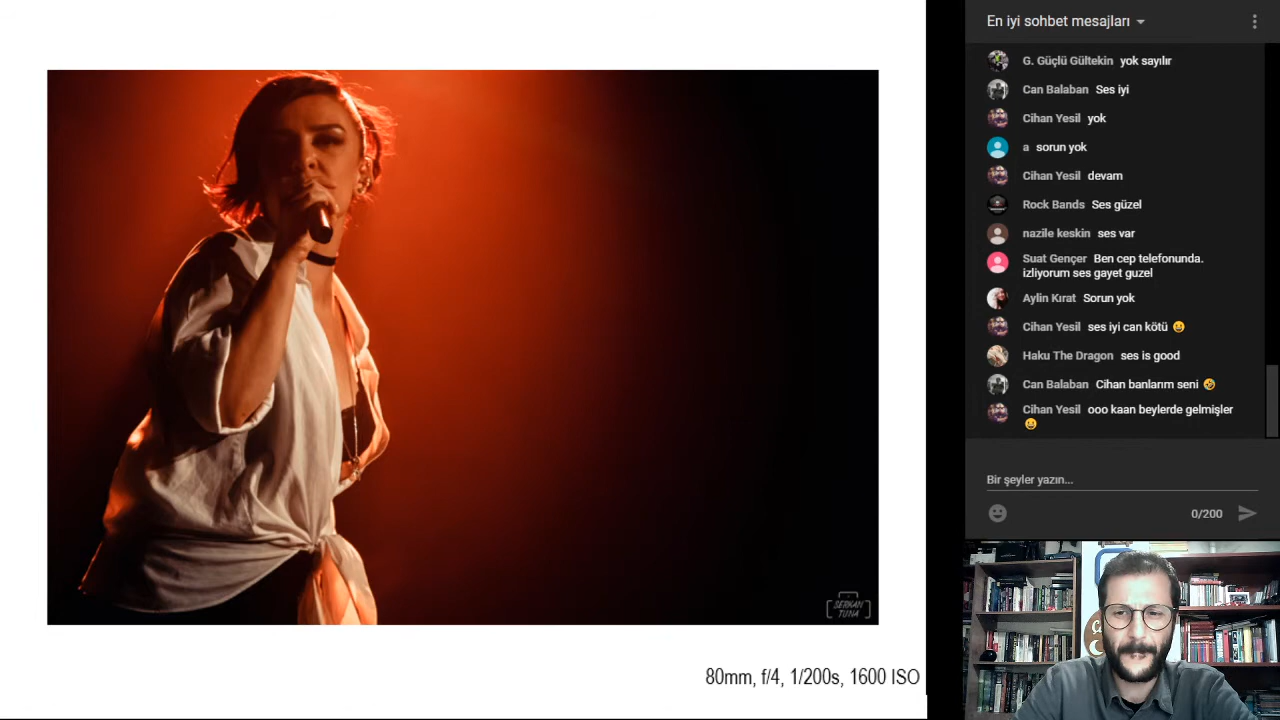 En iyi sohbet mesajları
G. Güçlü Gültekin yok sayılır
Can Balaban Ses iyi
Cihan Yesil yok
a sorun yok
Cihan Yesil devam
Rock Bands Ses güzel
nazile keskin ses var
Suat Gençer Ben cep telefonunda.
izliyorum ses gayet guzel
Aylin Kırat Sorun yok
Cihan Yesil ses iyi can kötü 😀
Haku The Dragon ses is good
Can Balaban Cihan banlarım seni 🤣
Cihan Yesil ooo kaan beylerde gelmişler
😀
Bir şeyler yazın...
0/200
SERKAN
TUNA
80mm, f/4, 1/200s, 1600 ISO